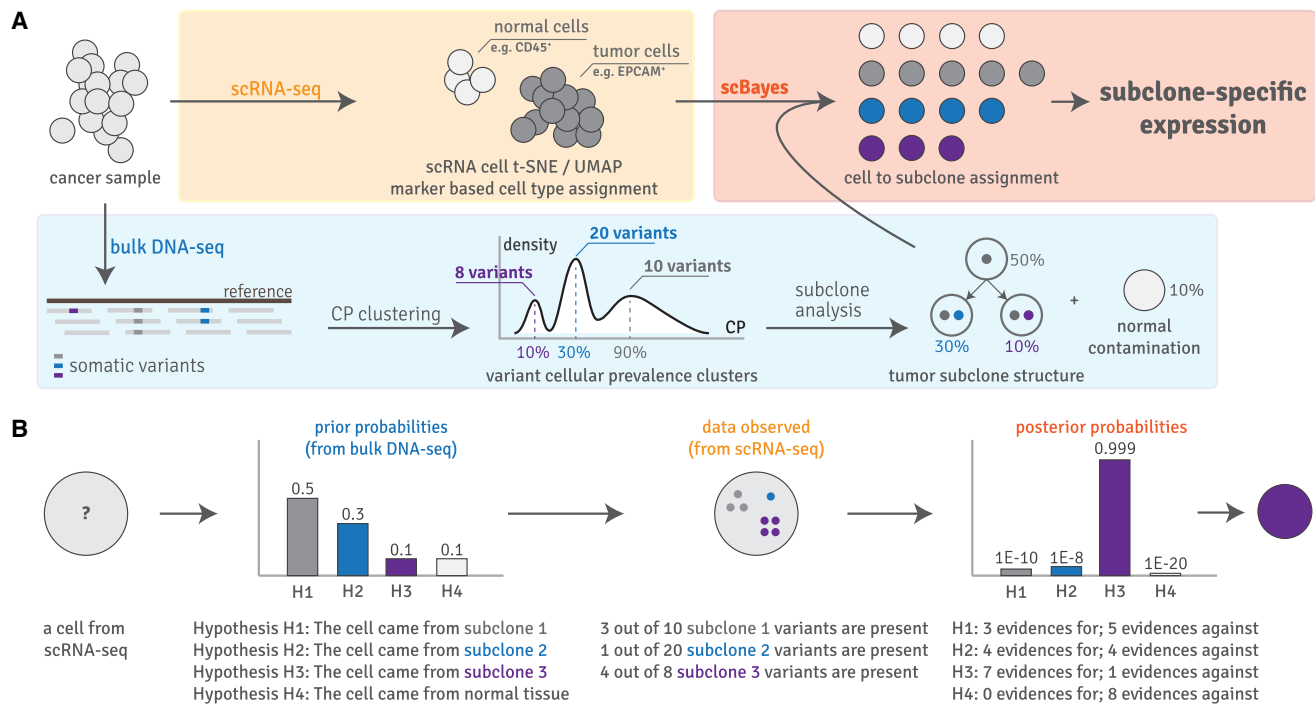 A
cancer sample
scRNA-seq
normal cells
e.g. CD45⁺
tumor cells
e.g. EPCAM⁺
scRNA cell t-SNE / UMAP
marker based cell type assignment
scBayes
cell to subclone assignment
subclone-specific
expression
bulk DNA-seq
reference
somatic variants
CP clustering
density
8 variants
20 variants
10 variants
CP
10% 30% 90%
variant cellular prevalence clusters
subclone
analysis
50%
30% 10%
tumor subclone structure
+
10%
normal
contamination
B
?
a cell from
scRNA-seq
prior probabilities
(from bulk DNA-seq)
0.5
0.3
0.1 0.1
H1 H2 H3 H4
Hypothesis H1: The cell came from subclone 1
Hypothesis H2: The cell came from subclone 2
Hypothesis H3: The cell came from subclone 3
Hypothesis H4: The cell came from normal tissue
data observed
(from scRNA-seq)
3 out of 10 subclone 1 variants are present
1 out of 20 subclone 2 variants are present
4 out of 8 subclone 3 variants are present
posterior probabilities
0.999
1E-10 1E-8 1E-20
H1 H2 H3 H4
H1: 3 evidences for; 5 evidences against
H2: 4 evidences for; 4 evidences against
H3: 7 evidences for; 1 evidences against
H4: 0 evidences for; 8 evidences against